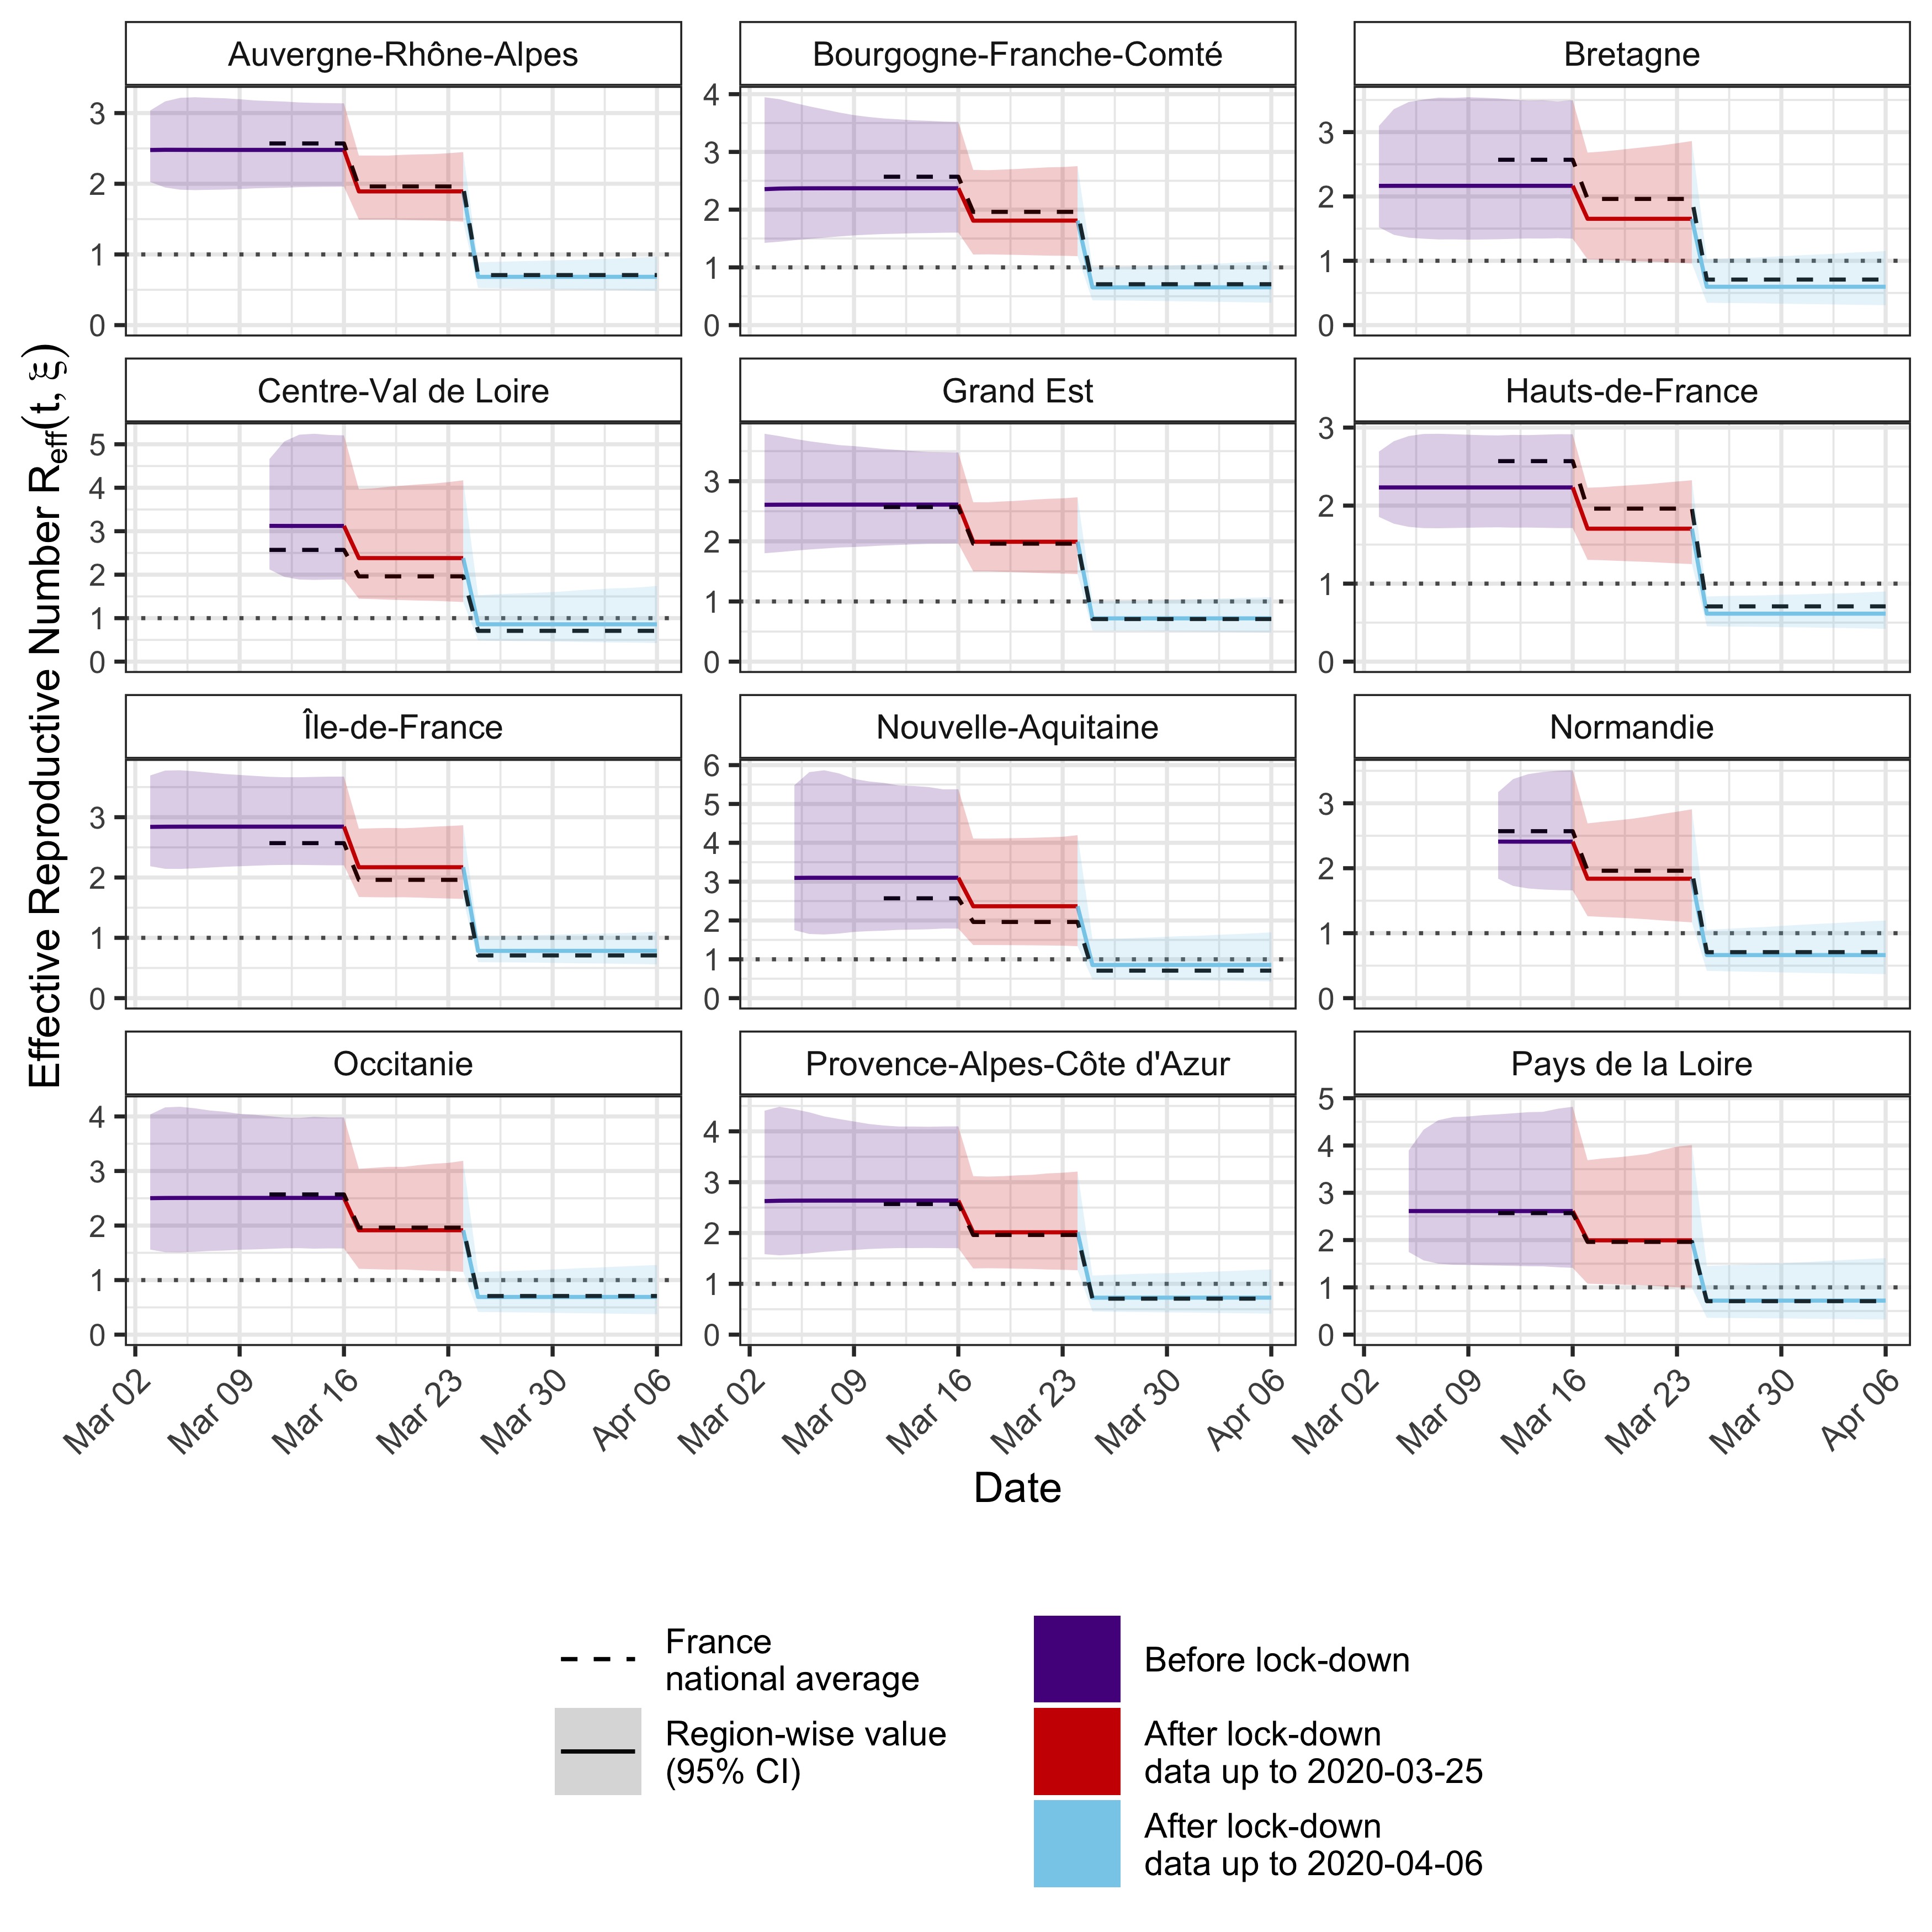 Auvergne-Rhône-Alpes
Bourgogne-Franche-Comté
Bretagne
3
2
1
0
4
3
2
1
0
3
2
1
0
Centre-Val de Loire
Grand Est
Hauts-de-France
5
4
3
2
1
0
3
2
1
0
3
2
1
0
Effective Reproductive Number Reff(t, ξ)
Île-de-France
Nouvelle-Aquitaine
Normandie
3
2
1
0
6
5
4
3
2
1
0
3
2
1
0
Occitanie
Provence-Alpes-Côte d'Azur
Pays de la Loire
4
3
2
1
0
4
3
2
1
0
5
4
3
2
1
0
Mar 02 Mar 09 Mar 16 Mar 23 Mar 30 Apr 06
Mar 02 Mar 09 Mar 16 Mar 23 Mar 30 Apr 06
Mar 02 Mar 09 Mar 16 Mar 23 Mar 30 Apr 06
Date
France
national average
Region-wise value
(95% CI)
Before lock-down
After lock-down
data up to 2020-03-25
After lock-down
data up to 2020-04-06